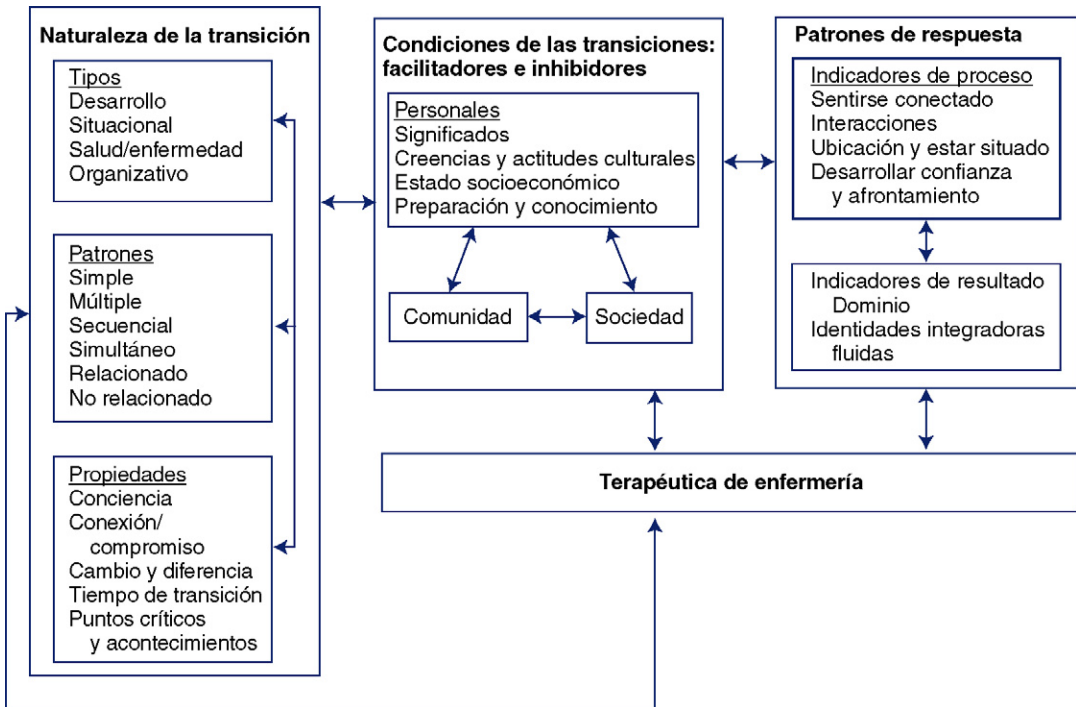 Naturaleza de la transición
Tipos
Desarrollo
Situacional
Salud/enfermedad
Organizativo
Patrones
Simple
Múltiple
Secuencial
Simultáneo
Relacionado
No relacionado
Propiedades
Conciencia
Conexión/
compromiso
Cambio y diferencia
Tiempo de transición
Puntos críticos
y acontecimientos
Condiciones de las transiciones:
facilitadores e inhibidores
Personales
Significados
Creencias y actitudes culturales
Estado socioeconómico
Preparación y conocimiento
Comunidad
Sociedad
Patrones de respuesta
Indicadores de proceso
Sentirse conectado
Interacciones
Ubicación y estar situado
Desarrollar confianza
y afrontamiento
Indicadores de resultado
Dominio
Identidades integradoras
fluidas
Terapéutica de enfermería